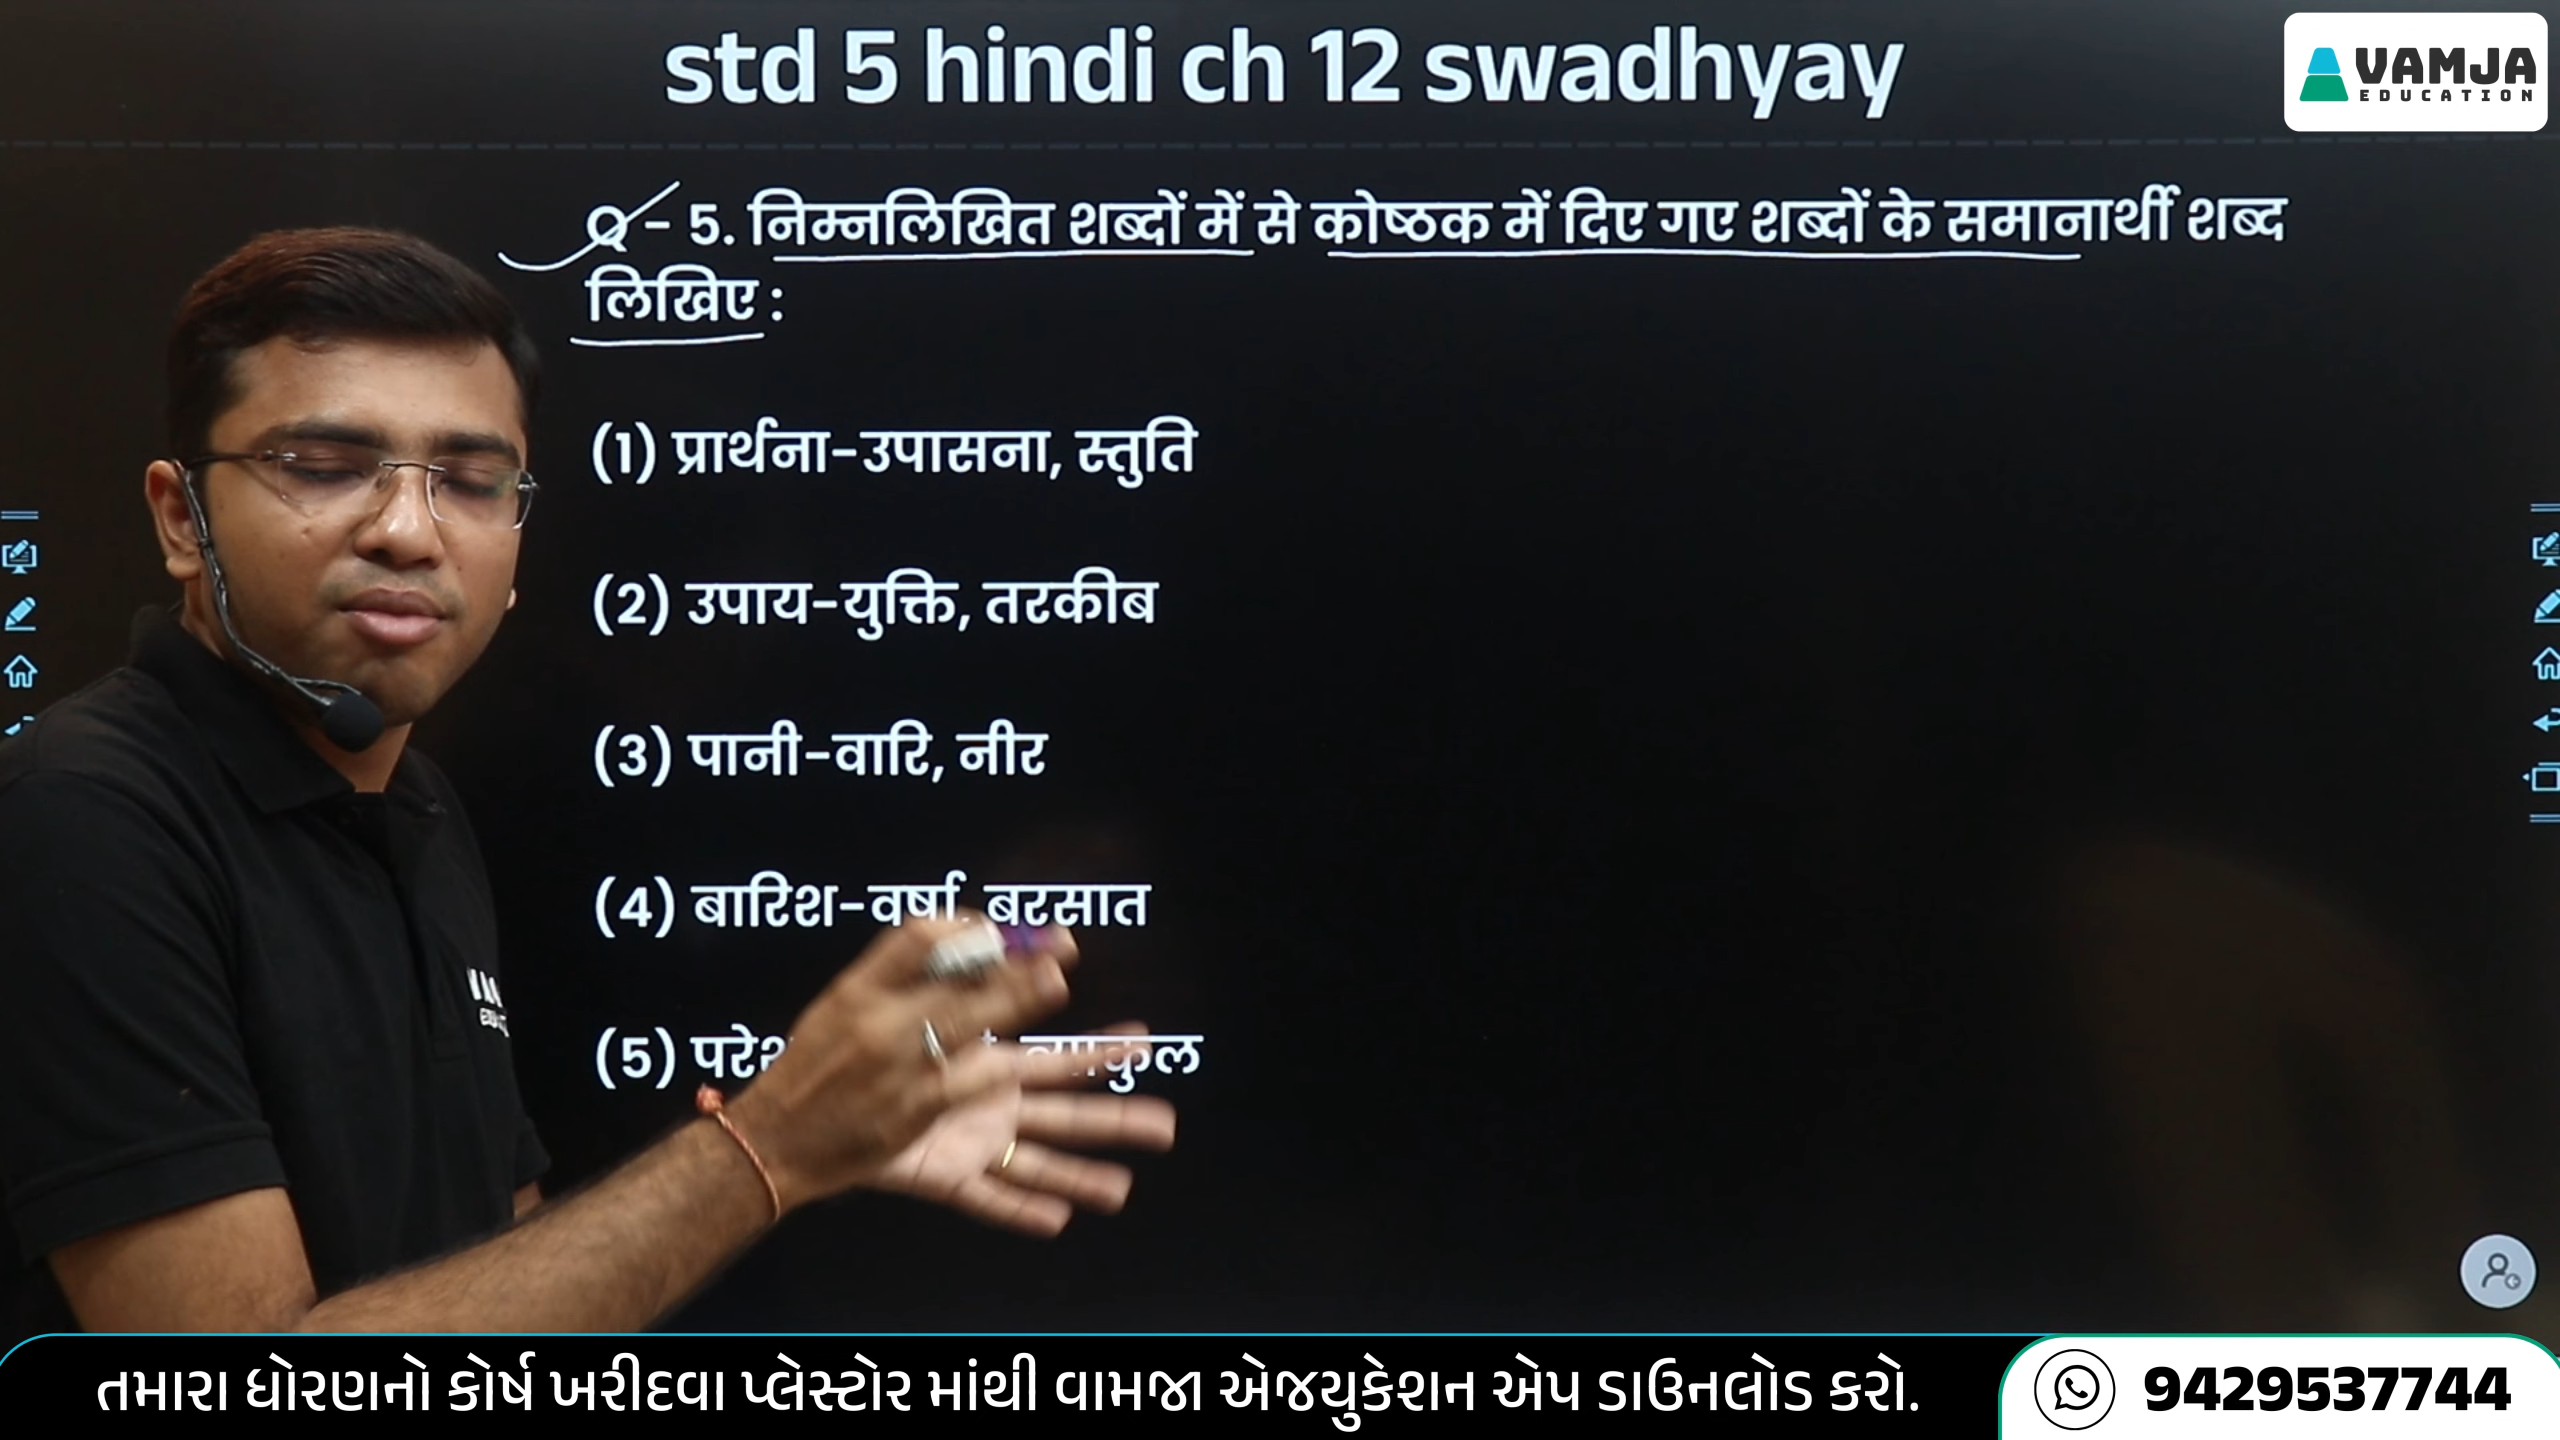 std 5 hindi ch 12 swadhyay
VAMJA
EDUCATION
Q - 5. निम्नलिखित शब्दों में से कोष्ठक में दिए गए शब्दों के समानार्थी शब्द
लिखिए :
(1) प्रार्थना-उपासना, स्तुति
(2) उपाय-युक्ति, तरकीब
(3) पानी-वारि, नीर
(4) बारिश-वर्षा, बरसात
(5)
તમારા ધોરણનો કોર્ષ ખરીદવા પ્લેસ્ટોર માંથી વામજા એજયુકેશન એપ ડાઉનલોડ કરો.
9429537744